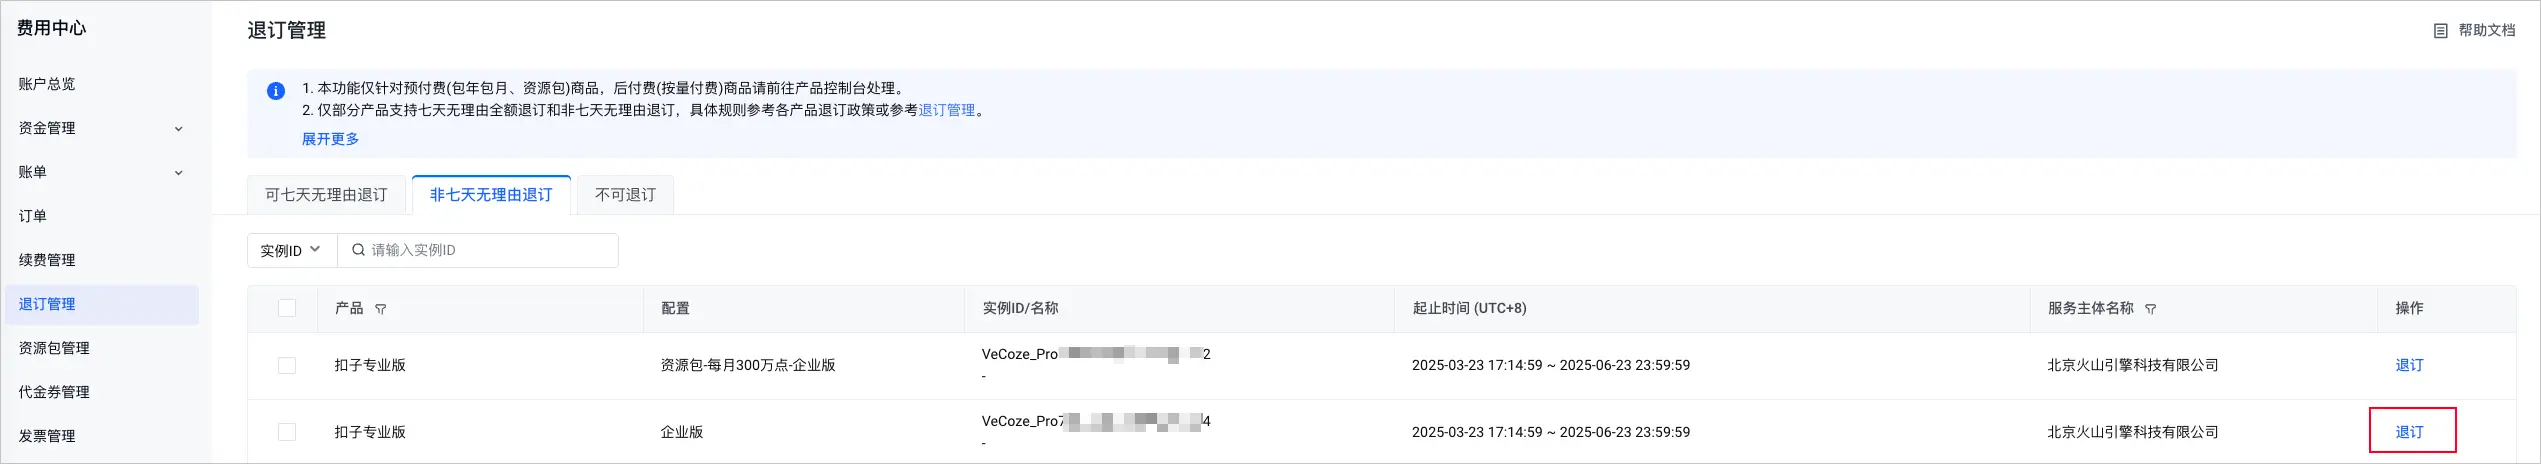 费用中心
账户总览
资金管理
账单
订单
续费管理
退订管理
资源包管理
代金券管理
发票管理
退订管理
帮助文档
1. 本功能仅针对预付费(包年包月、资源包)商品，后付费(按量付费)商品请前往产品控制台处理。
2. 仅部分产品支持七天无理由全额退订和非七天无理由退订，具体规则参考各产品退订政策或参考退订管理。
展开更多
可七天无理由退订 非七天无理由退订 不可退订
实例ID 请输入实例ID
产品 配置 实例ID/名称 起止时间 (UTC+8) 服务主体名称 操作
扣子专业版 资源包-每月300万点-企业版 VeCoze_Pro 2 2025-03-23 17:14:59 ~ 2025-06-23 23:59:59 北京火山引擎科技有限公司 退订
-
扣子专业版 企业版 VeCoze_Pro7 4 2025-03-23 17:14:59 ~ 2025-06-23 23:59:59 北京火山引擎科技有限公司 退订
-